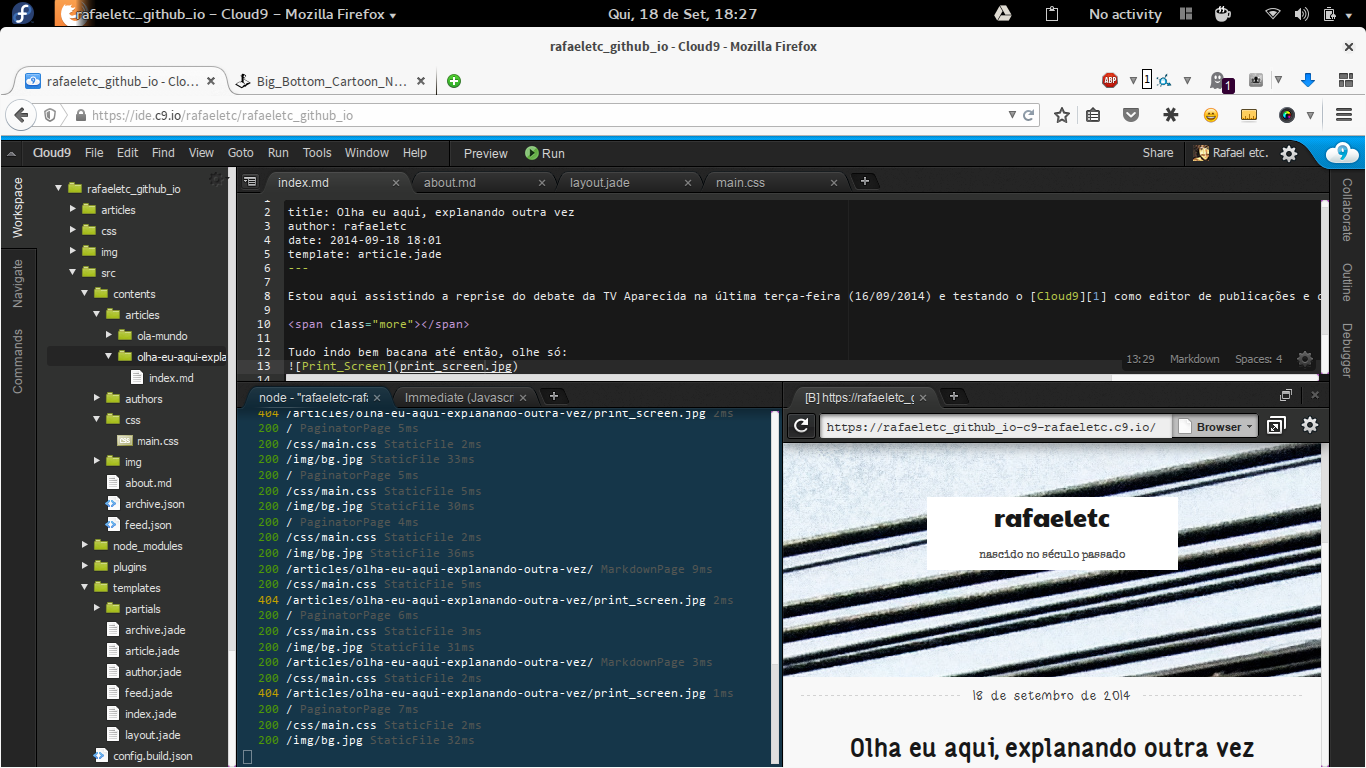 rafaeletc_github_io – Cloud9 – Mozilla Firefox
Qui, 18 de Set, 18:27
No activity
rafaeletc_github_io - Cloud9 - Mozilla Firefox
rafaeletc_github_io - Clo...
Big_Bottom_Cartoon_N...
ABP
1
1
https://ide.c9.io/rafaeletc/rafaeletc_github_io
Cloud9 File Edit Find View Goto Run Tools Window Help Preview Run Share Rafael etc.
9
Workspace
Navigate
Commands
rafaeletc_github_io
articles
css
img
src
contents
articles
ola-mundo
olha-eu-aqui-expla
index.md
authors
css
main.css
img
about.md
archive.json
feed.json
node_modules
plugins
templates
partials
archive.jade
article.jade
author.jade
feed.jade
index.jade
layout.jade
config.build.json
index.md about.md layout.jade main.css
1
2 title: Olha eu aqui, explanando outra vez
3 author: rafaeletc
4 date: 2014-09-18 18:01
5 template: article.jade
6 ---
7
8 Estou aqui assistindo a reprise do debate da TV Aparecida na última terça-feira (16/09/2014) e testando o [Cloud9][1] como editor de publicações e
9
10 <span class="more"></span>
11
12 Tudo indo bem bacana até então, olhe só:
13 ![Print_Screen](print_screen.jpg)
14
13:29 Markdown Spaces: 4
Collaborate
Outline
Debugger
node - "rafaeletc-rafa
Immediate (Javascr
404 /articles/olha-eu-aqui-explanando-outra-vez/print_screen.jpg 2ms
200 / PaginatorPage 5ms
200 /css/main.css StaticFile 2ms
200 /img/bg.jpg StaticFile 33ms
200 / PaginatorPage 5ms
200 /css/main.css StaticFile 5ms
200 /img/bg.jpg StaticFile 30ms
200 / PaginatorPage 4ms
200 /css/main.css StaticFile 2ms
200 /img/bg.jpg StaticFile 36ms
200 /articles/olha-eu-aqui-explanando-outra-vez/ MarkdownPage 9ms
200 /css/main.css StaticFile 5ms
404 /articles/olha-eu-aqui-explanando-outra-vez/print_screen.jpg 2ms
200 / PaginatorPage 6ms
200 /css/main.css StaticFile 3ms
200 /img/bg.jpg StaticFile 31ms
200 /articles/olha-eu-aqui-explanando-outra-vez/ MarkdownPage 3ms
200 /css/main.css StaticFile 2ms
404 /articles/olha-eu-aqui-explanando-outra-vez/print_screen.jpg 1ms
200 / PaginatorPage 7ms
200 /css/main.css StaticFile 2ms
200 /img/bg.jpg StaticFile 32ms
[B] https://rafaeletc_g
https://rafaeletc_github_io-c9-rafaeletc.c9.io/
Browser
rafaeletc
nascido no século passado
18 de setembro de 2014
Olha eu aqui, explanando outra vez